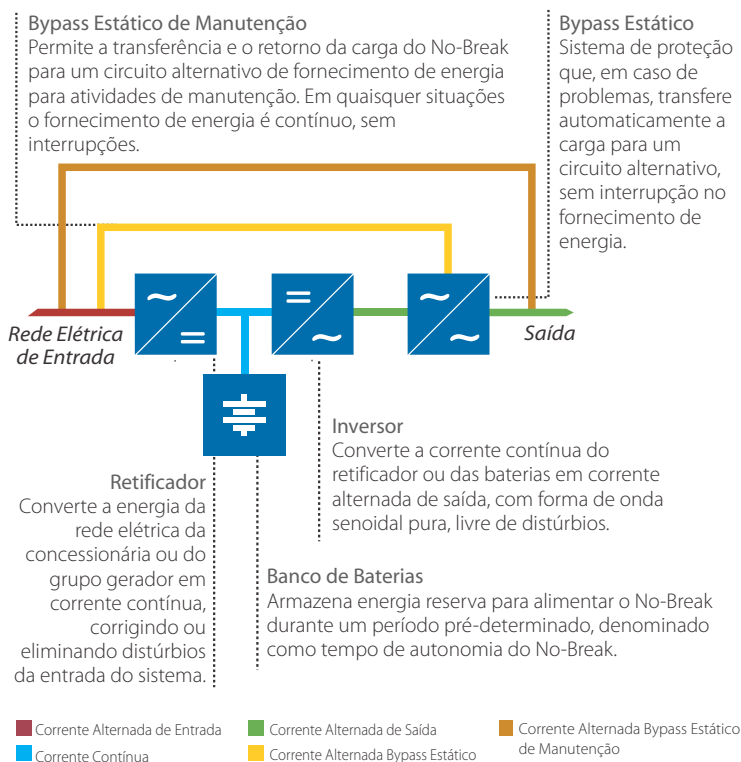 Bypass Estático de Manutenção
Permite a transferência e o retorno da carga do No-Break
para um circuito alternativo de fornecimento de energia
para atividades de manutenção. Em quaisquer situações
o fornecimento de energia é contínuo, sem
interrupções.
Bypass Estático
Sistema de proteção
que, em caso de
problemas, transfere
automaticamente a
carga para um
circuito alternativo,
sem interrupção no
fornecimento de
energia.
Rede Elétrica
de Entrada
Saída
Retificador
Converte a energia da
rede elétrica da
concessionária ou do
grupo gerador em
corrente contínua,
corrigindo ou
eliminando distúrbios
da entrada do sistema.
Inversor
Converte a corrente contínua do
retificador ou das baterias em corrente
alternada de saída, com forma de onda
senoidal pura, livre de distúrbios.
Banco de Baterias
Armazena energia reserva para alimentar o No-Break
durante um período pré-determinado, denominado
como tempo de autonomia do No-Break.
Corrente Alternada de Entrada
Corrente Contínua
Corrente Alternada de Saída
Corrente Alternada Bypass Estático
Corrente Alternada Bypass Estático
de Manutenção